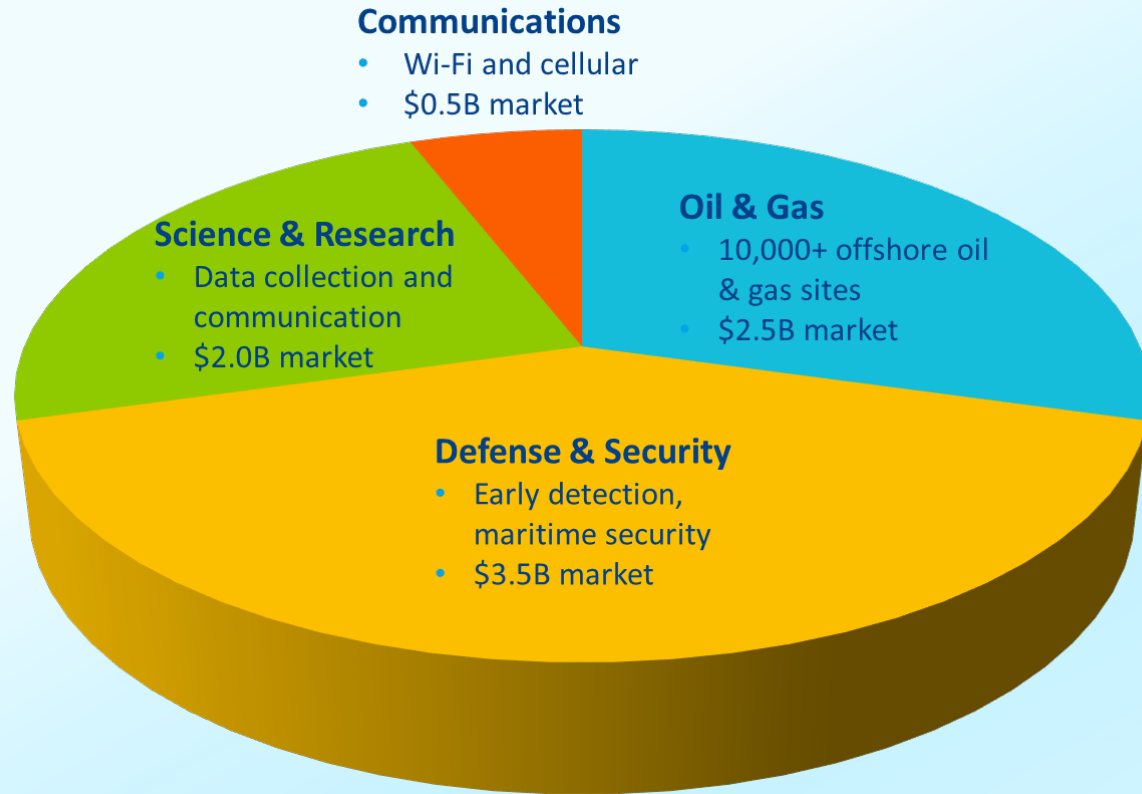 Communications
• Wi-Fi and cellular
• $0.5B market
Oil & Gas
• 10,000+ offshore oil
& gas sites
• $2.5B market
Science & Research
• Data collection and
communication
• $2.0B market
Defense & Security
• Early detection,
maritime security
• $3.5B market